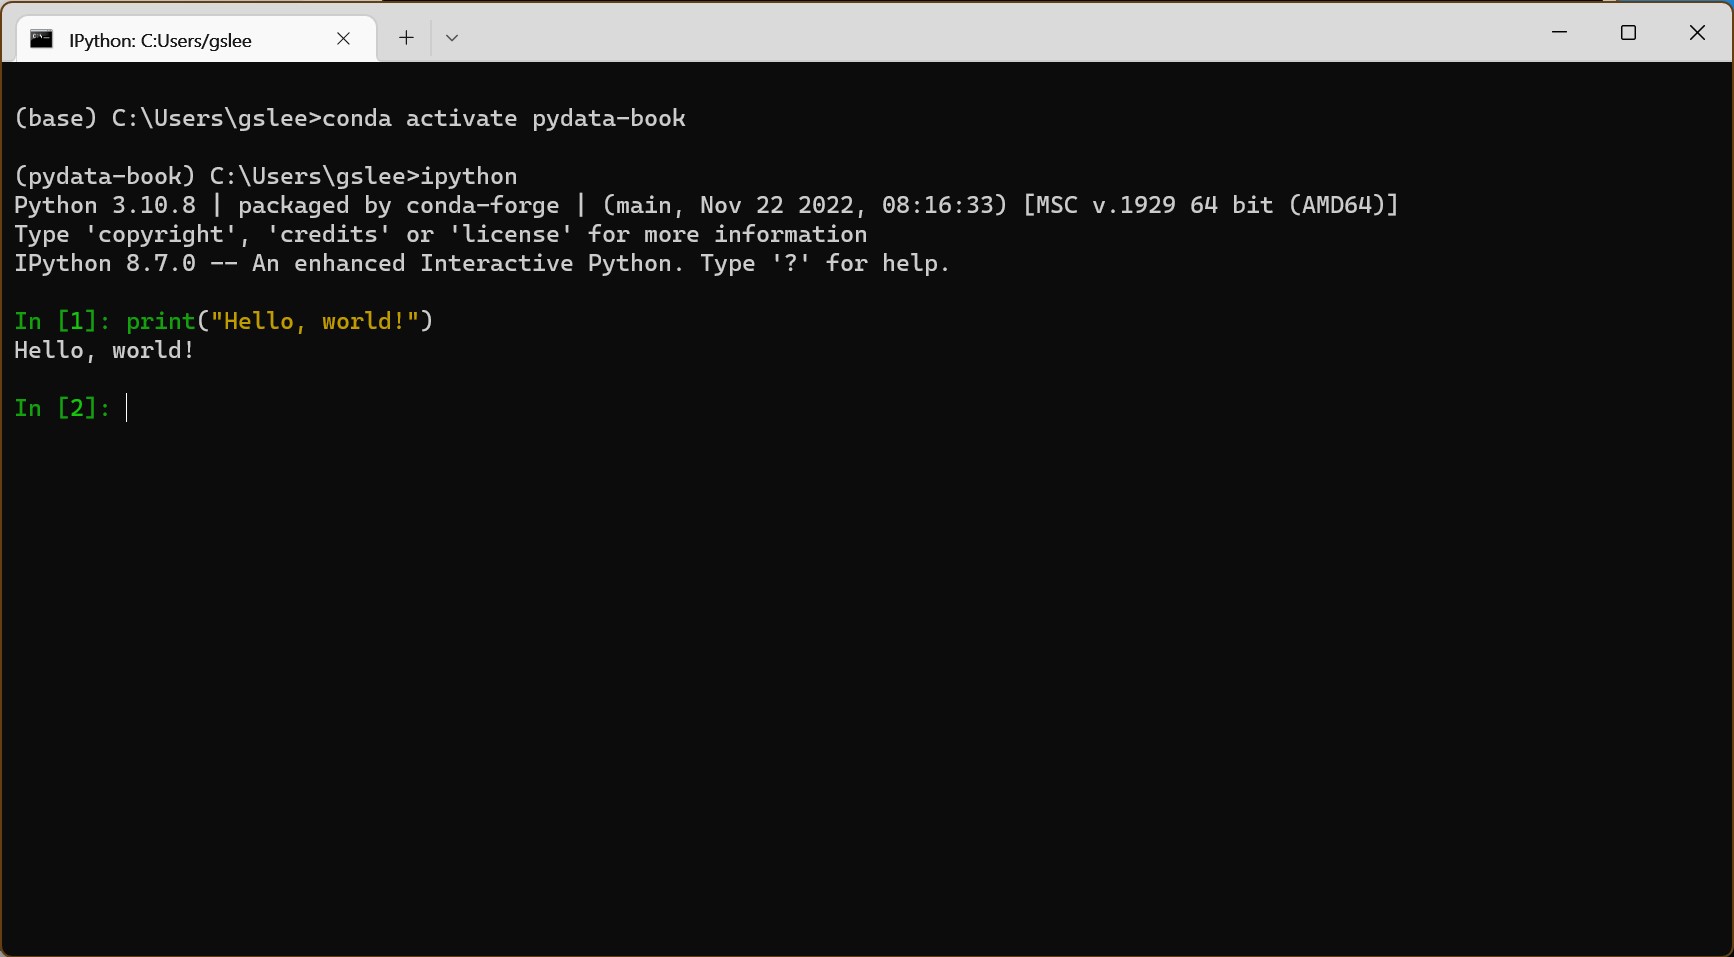 IPython: C:Users/gslee
(base) C:\Users\gslee>conda activate pydata-book
(pydata-book) C:\Users\gslee>ipython
Python 3.10.8 | packaged by conda-forge | (main, Nov 22 2022, 08:16:33) [MSC v.1929 64 bit (AMD64)]
Type 'copyright', 'credits' or 'license' for more information
IPython 8.7.0 -- An enhanced Interactive Python. Type '?' for help.
In [1]: print("Hello, world!")
Hello, world!
In [2]: